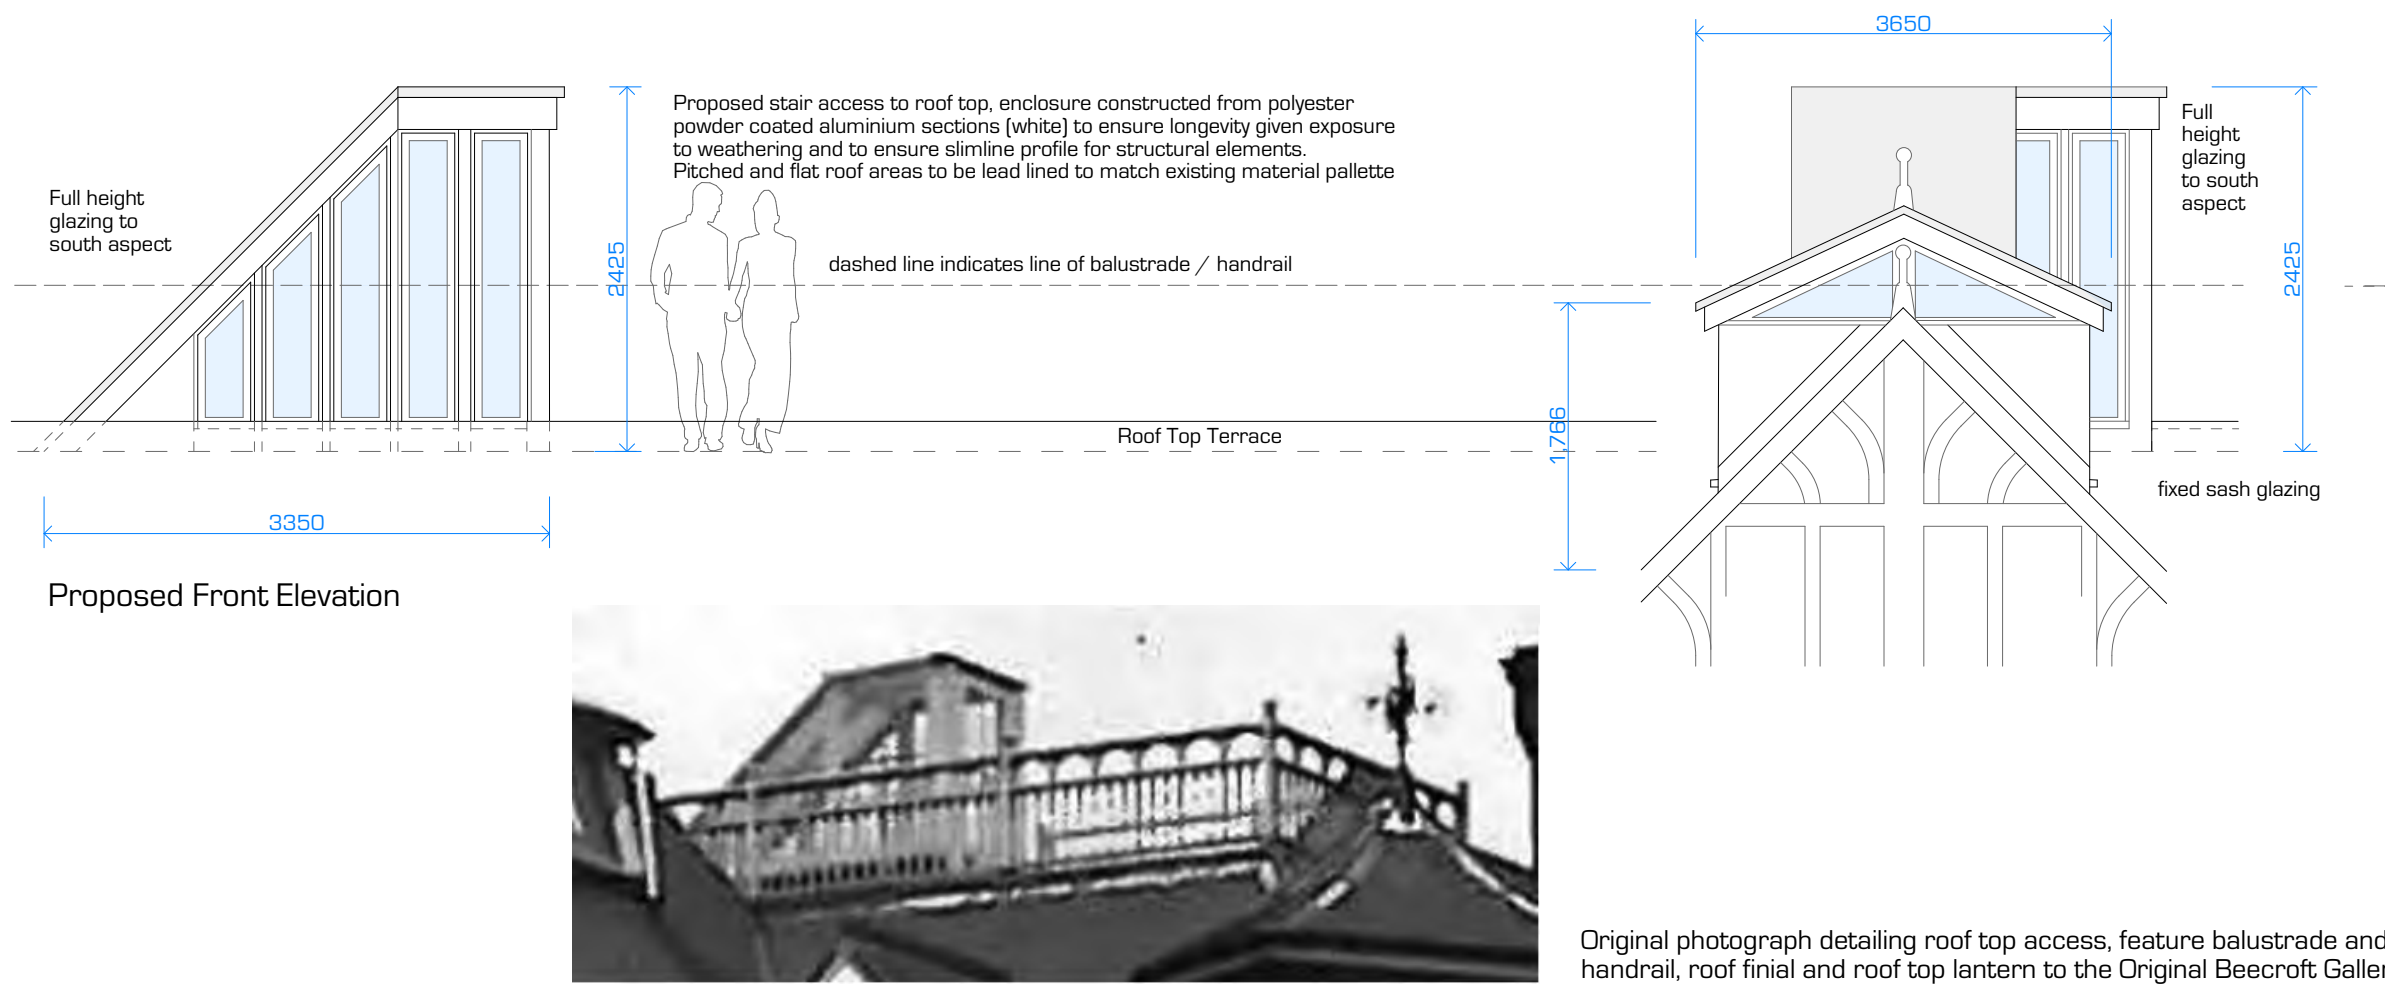 3650
Proposed stair access to roof top, enclosure constructed from polyester
powder coated aluminium sections (white) to ensure longevity given exposure
to weathering and to ensure slimline profile for structural elements.
Pitched and flat roof areas to be lead lined to match existing material pallette
Full height
glazing to
south aspect
2425
dashed line indicates line of balustrade / handrail
Full
height
glazing
to south
aspect
2425
1,766
Roof Top Terrace
fixed sash glazing
3350
Proposed Front Elevation
Original photograph detailing roof top access, feature balustrade and
handrail, roof finial and roof top lantern to the Original Beecroft Galler